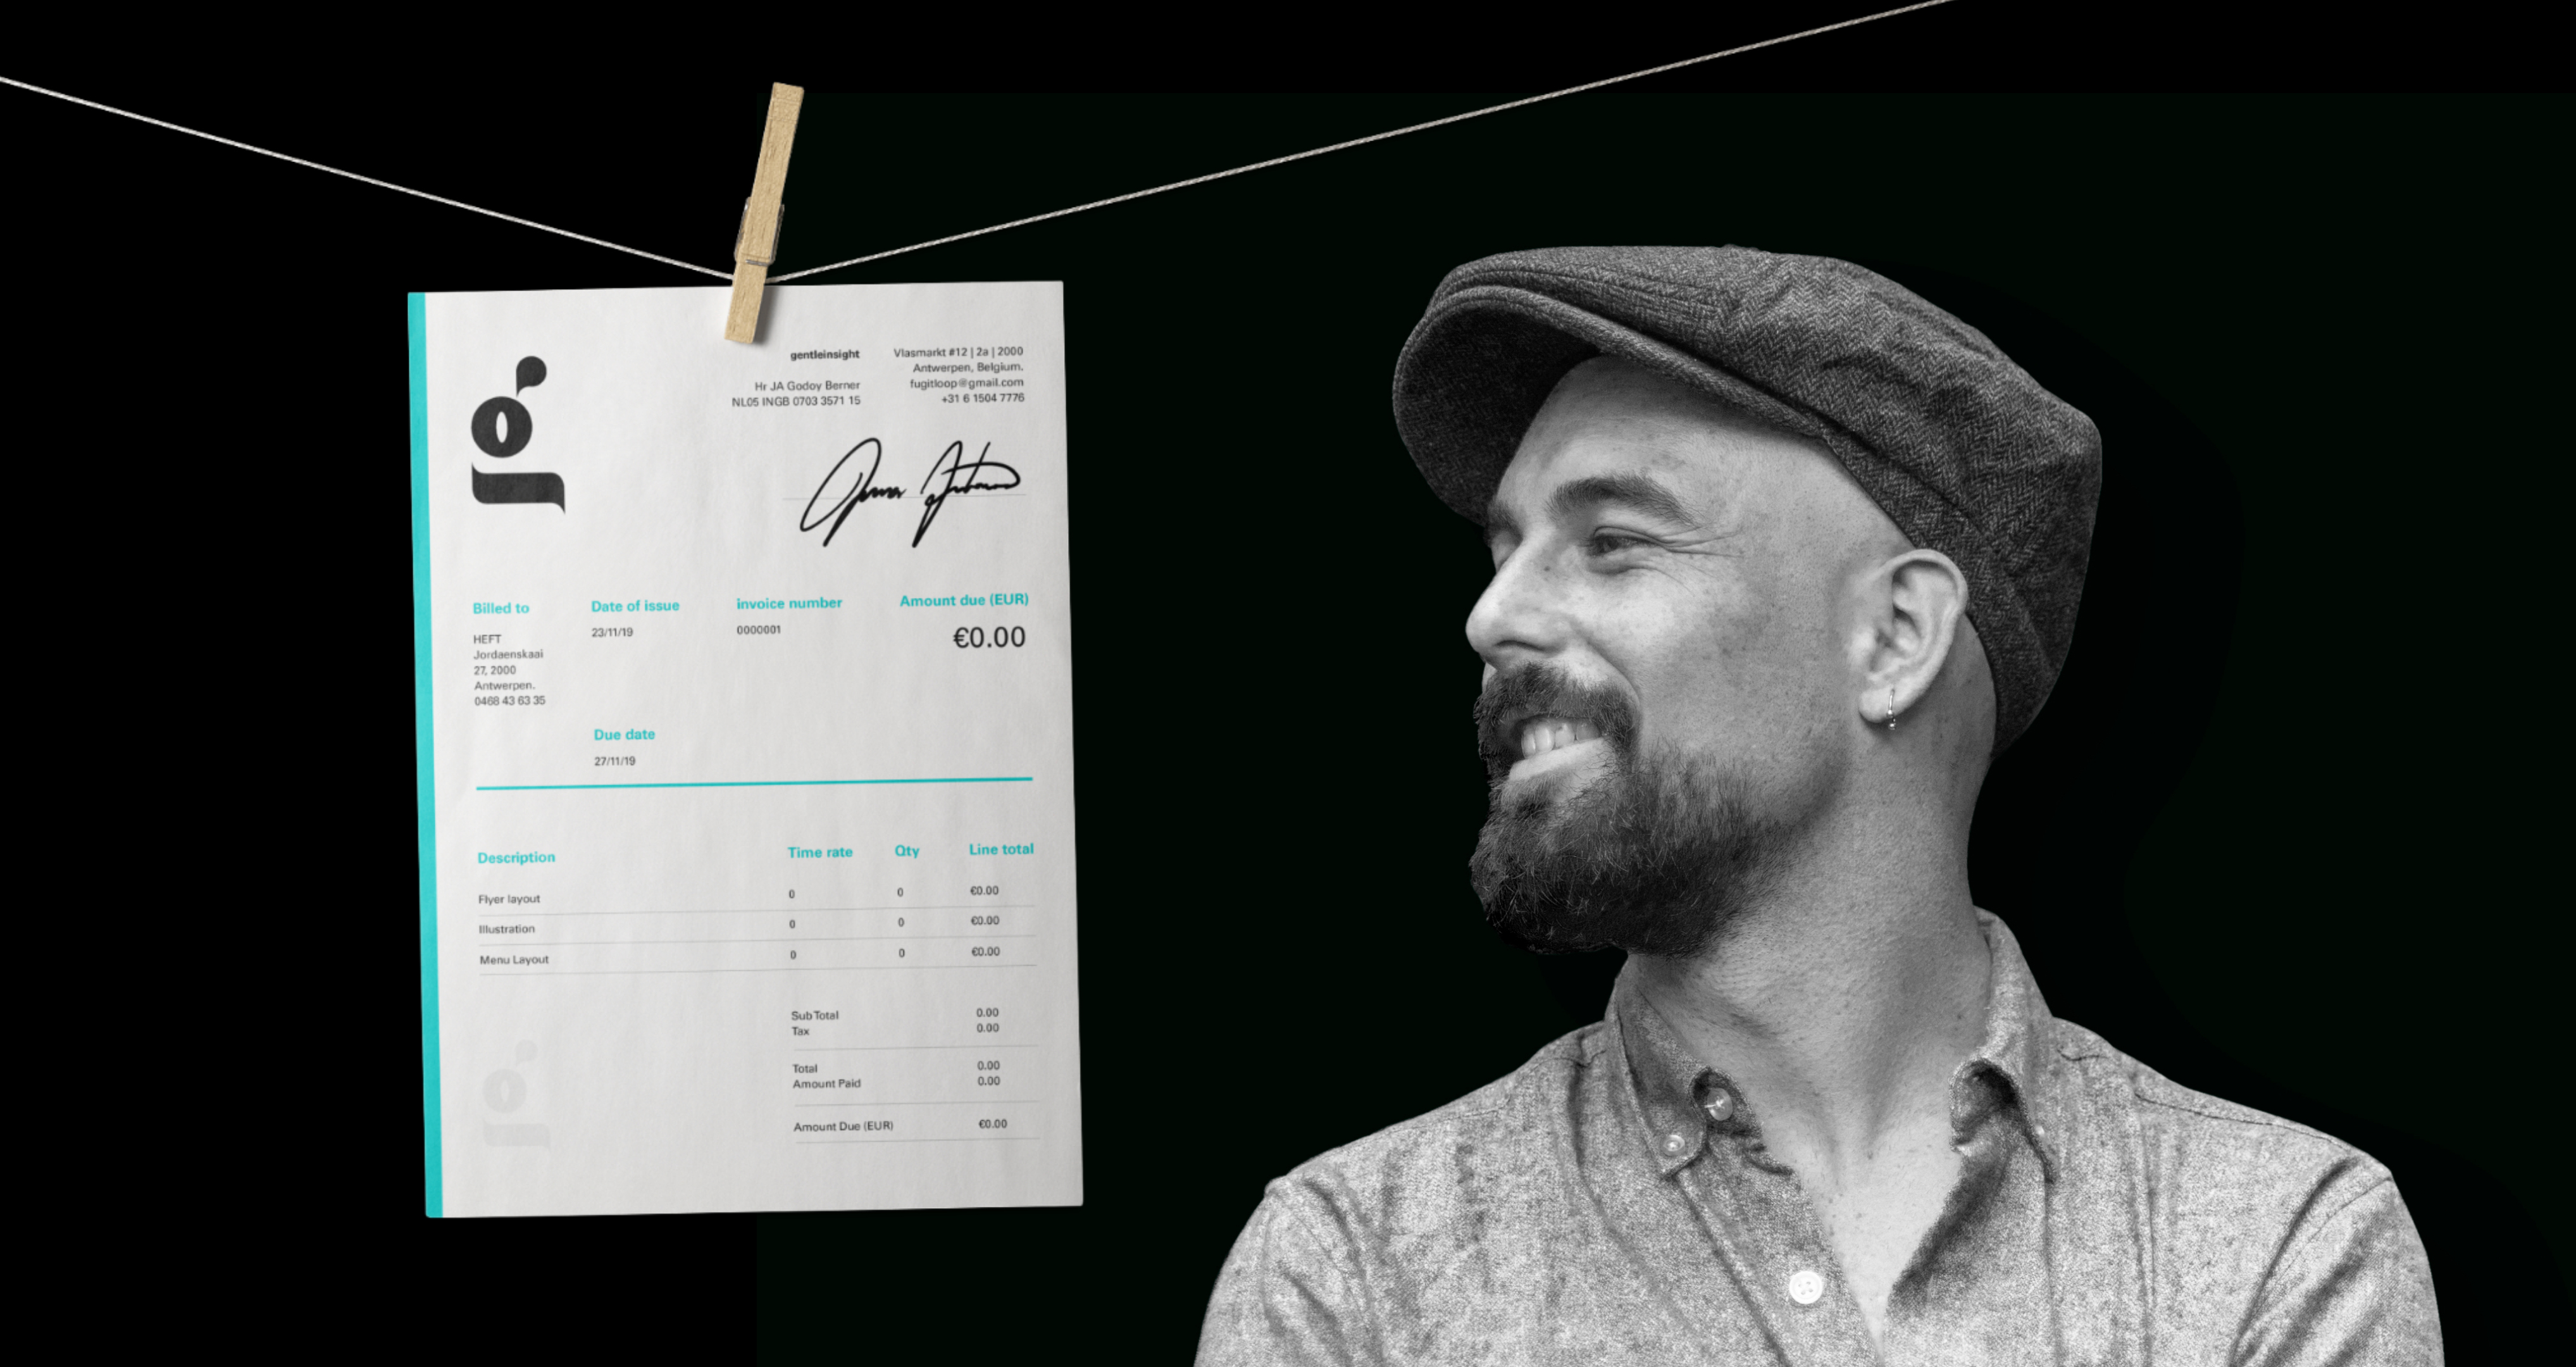 g.
gentleinsight
Hr JA Godoy Berner
NL05 INGB 0703 3571 15
Vlasmarkt #12 | 2a | 2000
Antwerpen, Belgium.
fugitloop@gmail.com
+31 6 1504 7776
Billed to
HEFT
Jordaenskaai
27, 2000
Antwerpen.
0468 43 63 35
Date of issue
23/11/19
Due date
27/11/19
invoice number
0000001
Amount due (EUR)
€0.00
Description Time rate Qty Line total
Flyer layout 0 0 €0.00
Illustration 0 0 €0.00
Menu Layout 0 0 €0.00
SubTotal 0.00
Tax 0.00
Total 0.00
Amount Paid 0.00
Amount Due (EUR) €0.00
g.